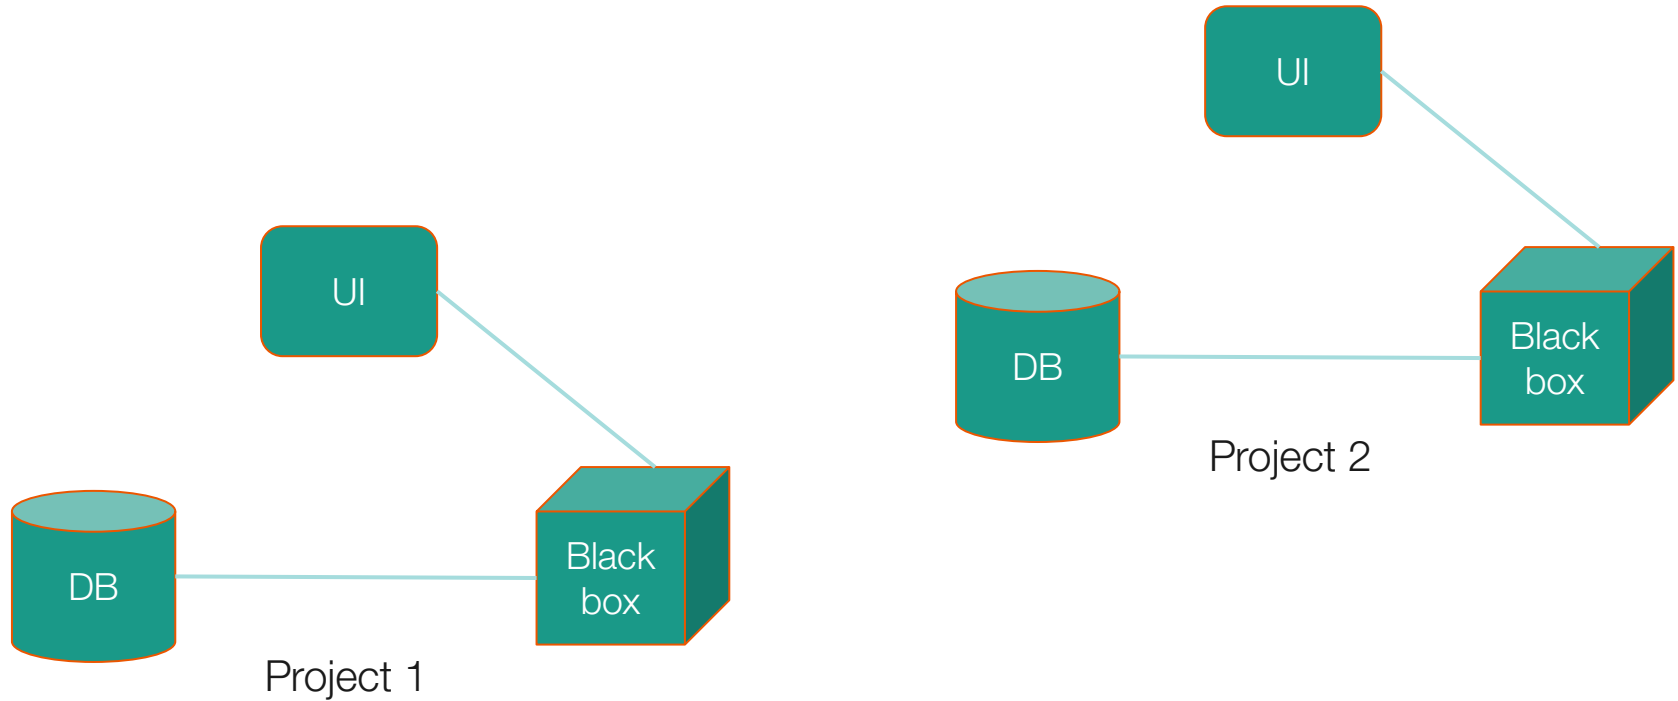 UI
DB
Black
box
Project 1
UI
DB
Black
box
Project 2